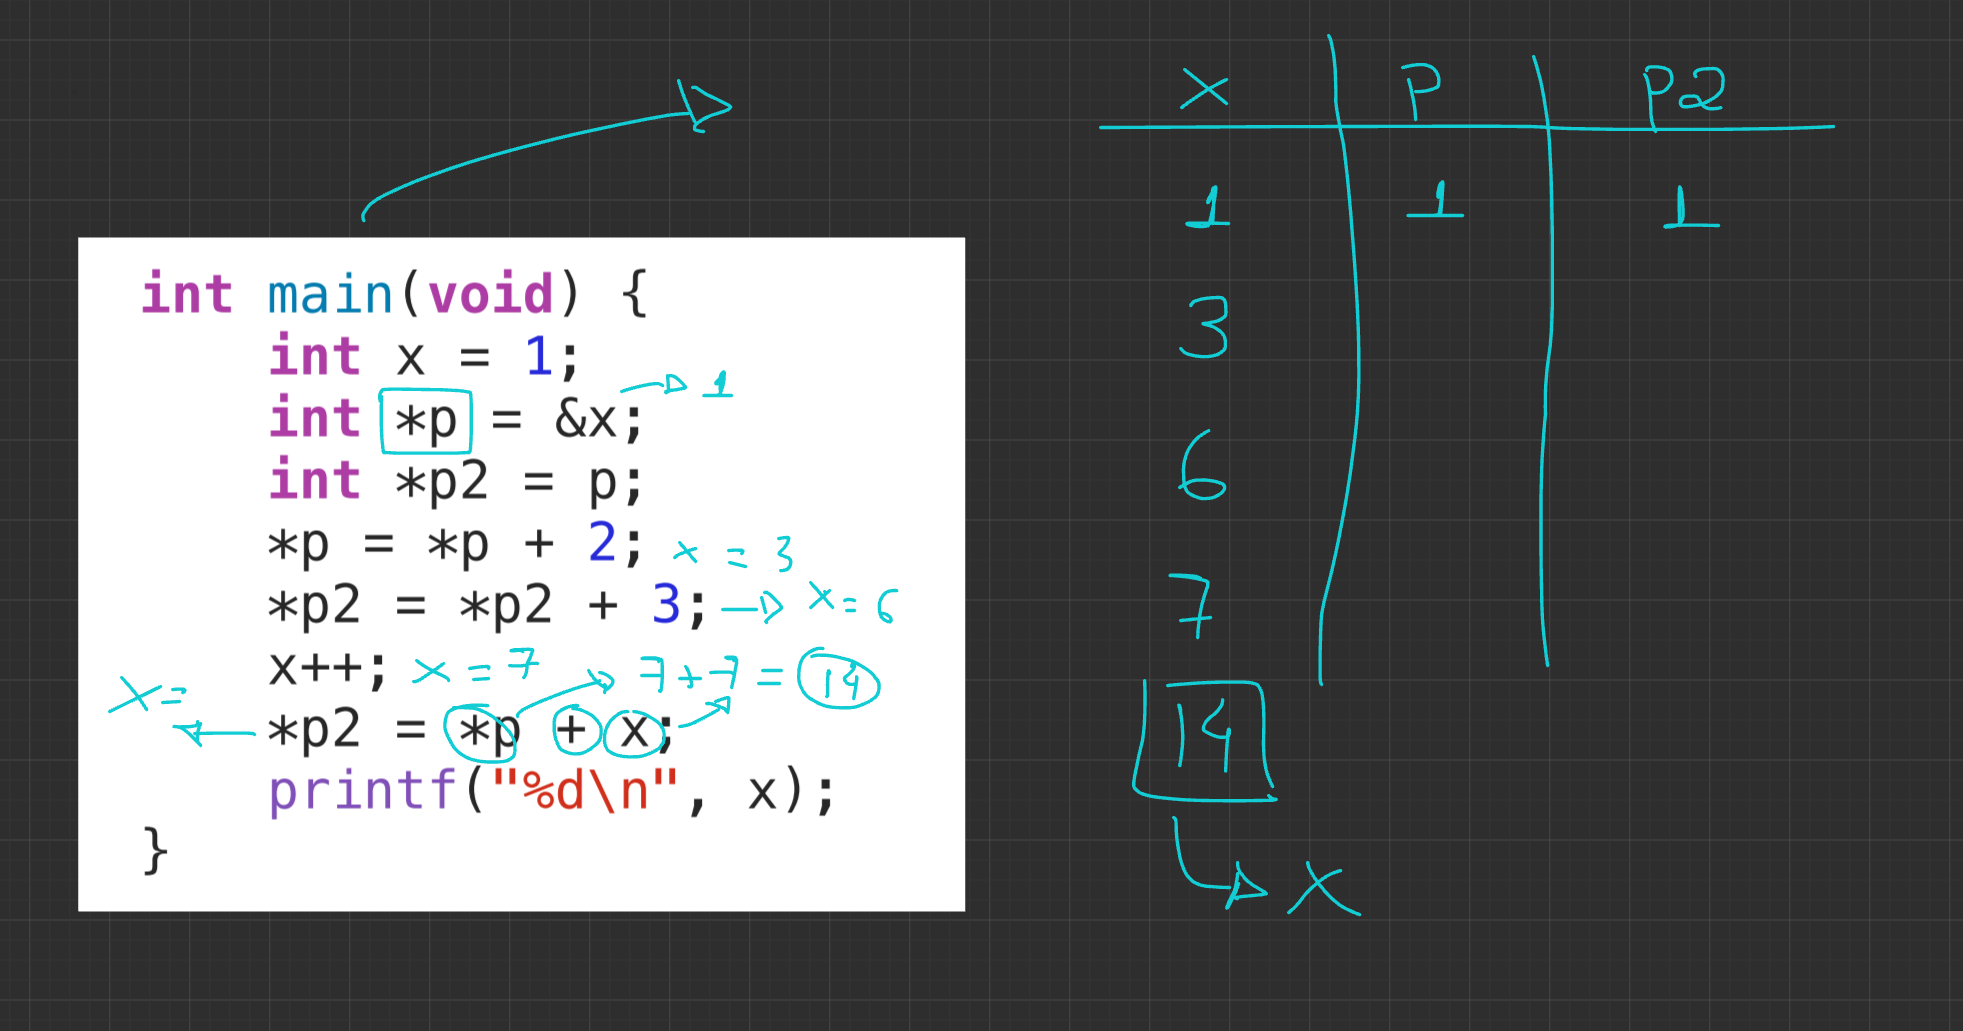 x p p2
1 1 1
3
6
7
14
x
int main(void) {
int x = 1;
int *p = &x; 1
int *p2 = p;
*p = *p + 2; x = 3
*p2 = *p2 + 3; x = 6
x++; x = 7 7 + 7 = 14
x =
*p2 = *p + x;
printf("%d\n", x);
}